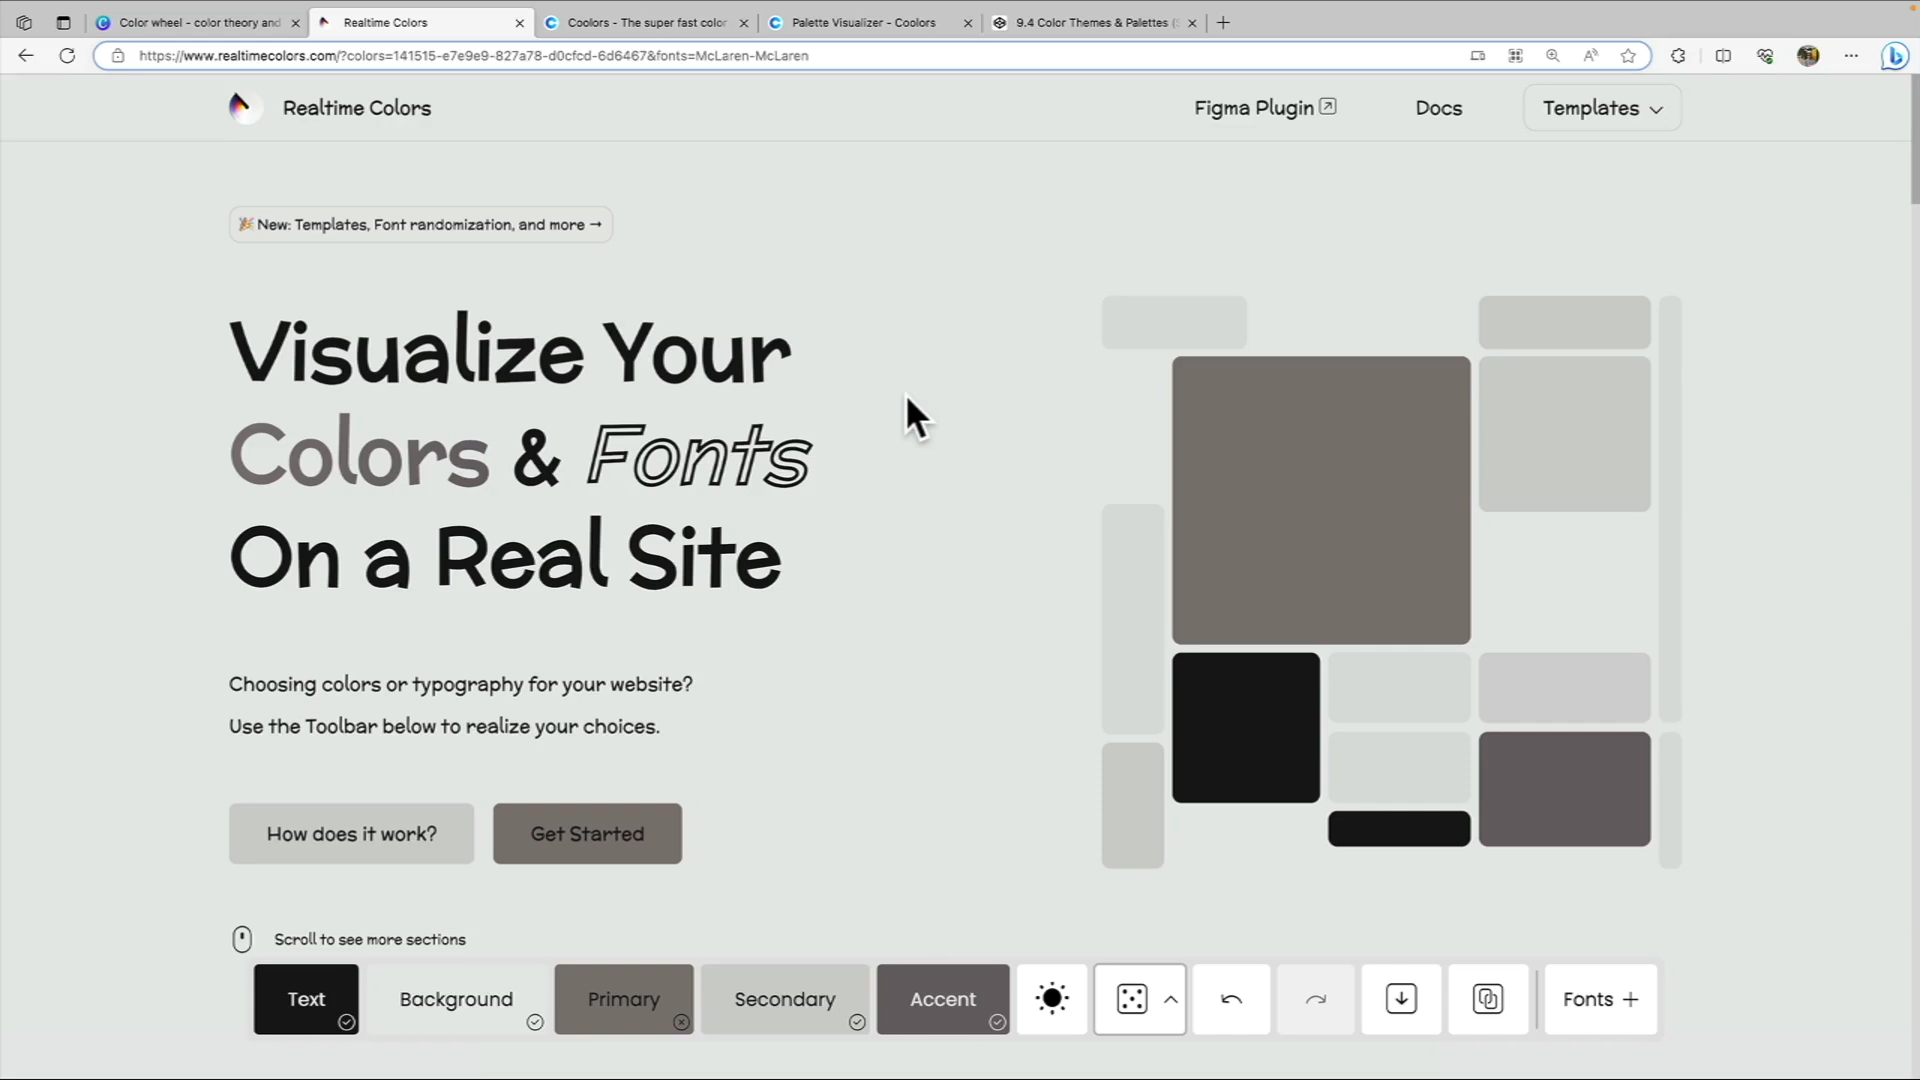 Color wheel - color theory and
Realtime Colors
Coolors - The super fast color
Palette Visualizer - Coolors
9.4 Color Themes & Palettes (
https://www.realtimecolors.com/?colors=141515-e7e9e9-827a78-d0cfcd-6d6467&fonts=McLaren-McLaren
Realtime Colors
Figma Plugin
Docs
Templates
New: Templates, Font randomization, and more →
Visualize Your
Colors & Fonts
On a Real Site
Choosing colors or typography for your website?
Use the Toolbar below to realize your choices.
How does it work?
Get Started
Scroll to see more sections
Text
Background
Primary
Secondary
Accent
Fonts +